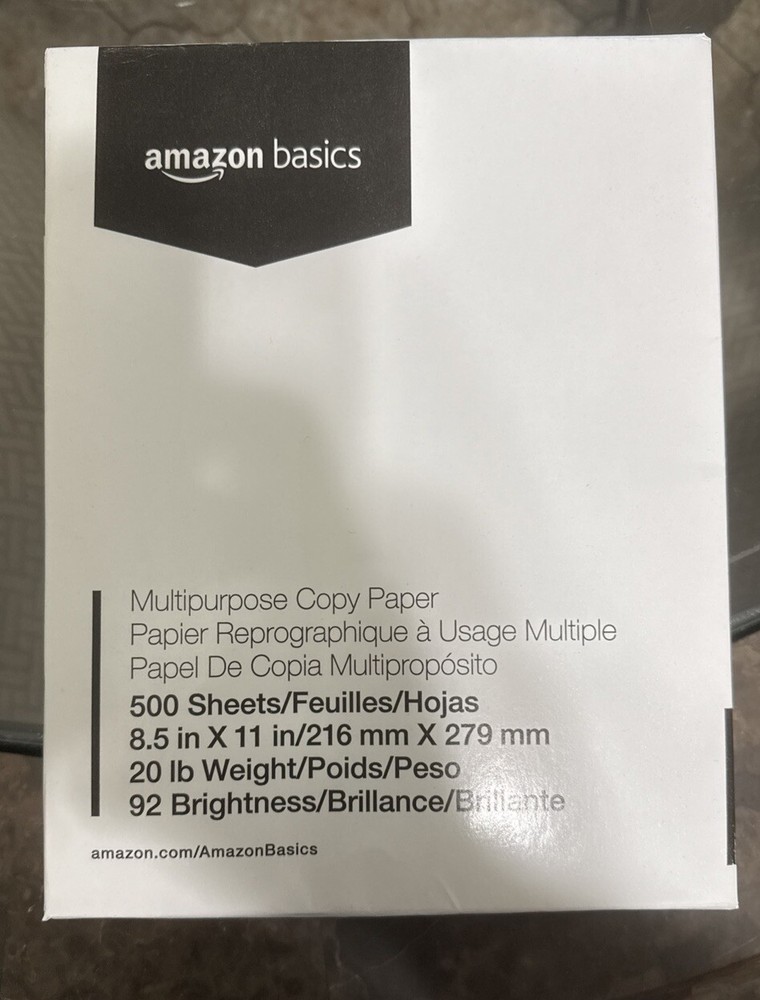 amazon basics
Multipurpose Copy Paper
Papier Reprographique à Usage Multiple
Papel De Copia Multipropósito
500 Sheets/Feuilles/Hojas
8.5 in X 11 in/216 mm X 279 mm
20 lb Weight/Poids/Peso
92 Brightness/Brillance/Brillante
amazon.com/AmazonBasics